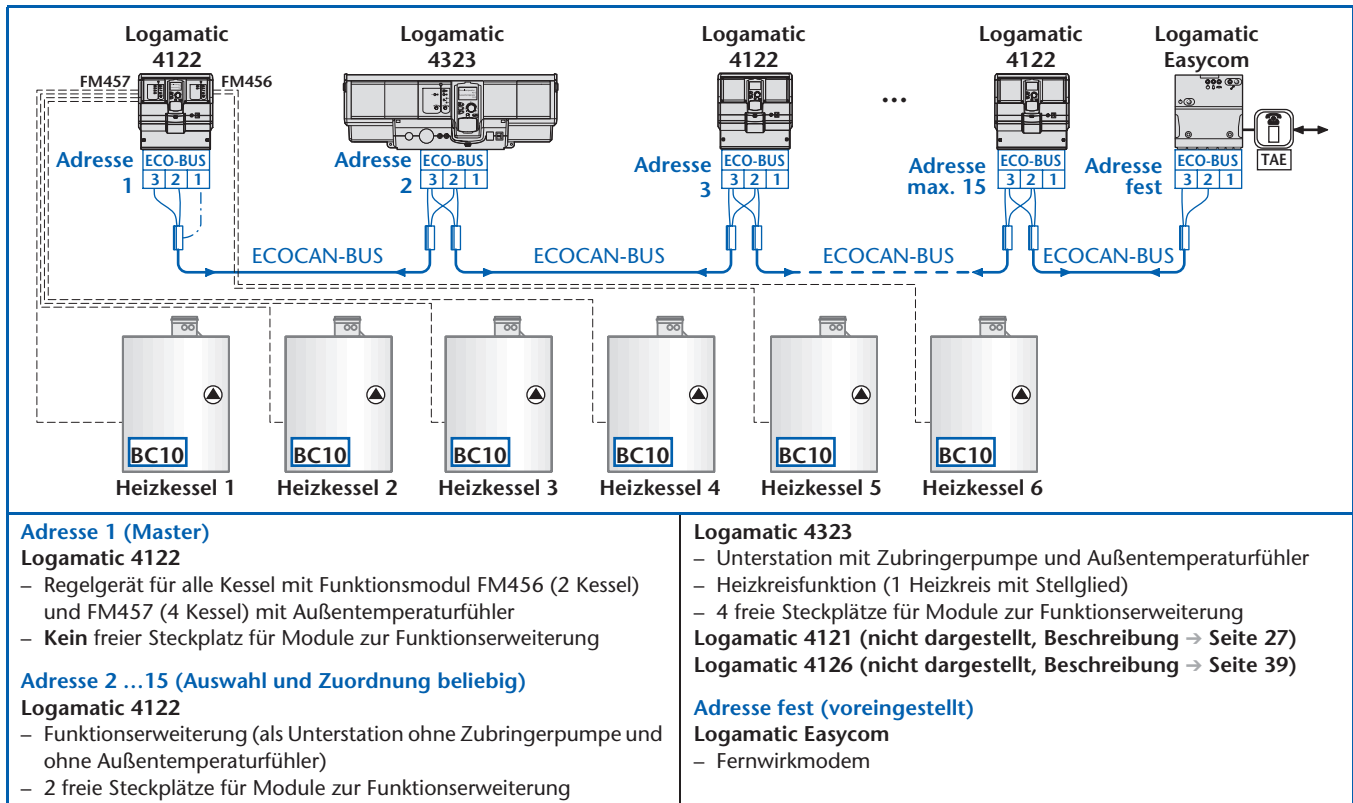 Logamatic
4122
Logamatic
4323
Logamatic
4122
Logamatic
4122
Logamatic
Easycom
FM457
FM456
...
TAE
Adresse
1
ECO-BUS
3 2 1
Adresse
2
ECO-BUS
3 2 1
Adresse
3
ECO-BUS
3 2 1
Adresse
max. 15
ECO-BUS
3 2 1
Adresse
fest
ECO-BUS
3 2 1
ECOCAN-BUS
ECOCAN-BUS
ECOCAN-BUS
ECOCAN-BUS
BC10
BC10
BC10
BC10
BC10
BC10
Heizkessel 1
Heizkessel 2
Heizkessel 3
Heizkessel 4
Heizkessel 5
Heizkessel 6
Adresse 1 (Master)
Logamatic 4122
– Regelgerät für alle Kessel mit Funktionsmodul FM456 (2 Kessel)
und FM457 (4 Kessel) mit Außentemperaturfühler
– Kein freier Steckplatz für Module zur Funktionserweiterung
Adresse 2 ...15 (Auswahl und Zuordnung beliebig)
Logamatic 4122
– Funktionserweiterung (als Unterstation ohne Zubringerpumpe und
ohne Außentemperaturfühler)
– 2 freie Steckplätze für Module zur Funktionserweiterung
Logamatic 4323
– Unterstation mit Zubringerpumpe und Außentemperaturfühler
– Heizkreisfunktion (1 Heizkreis mit Stellglied)
– 4 freie Steckplätze für Module zur Funktionserweiterung
Logamatic 4121 (nicht dargestellt, Beschreibung → Seite 27)
Logamatic 4126 (nicht dargestellt, Beschreibung → Seite 39)
Adresse fest (voreingestellt)
Logamatic Easycom
– Fernwirkmodem